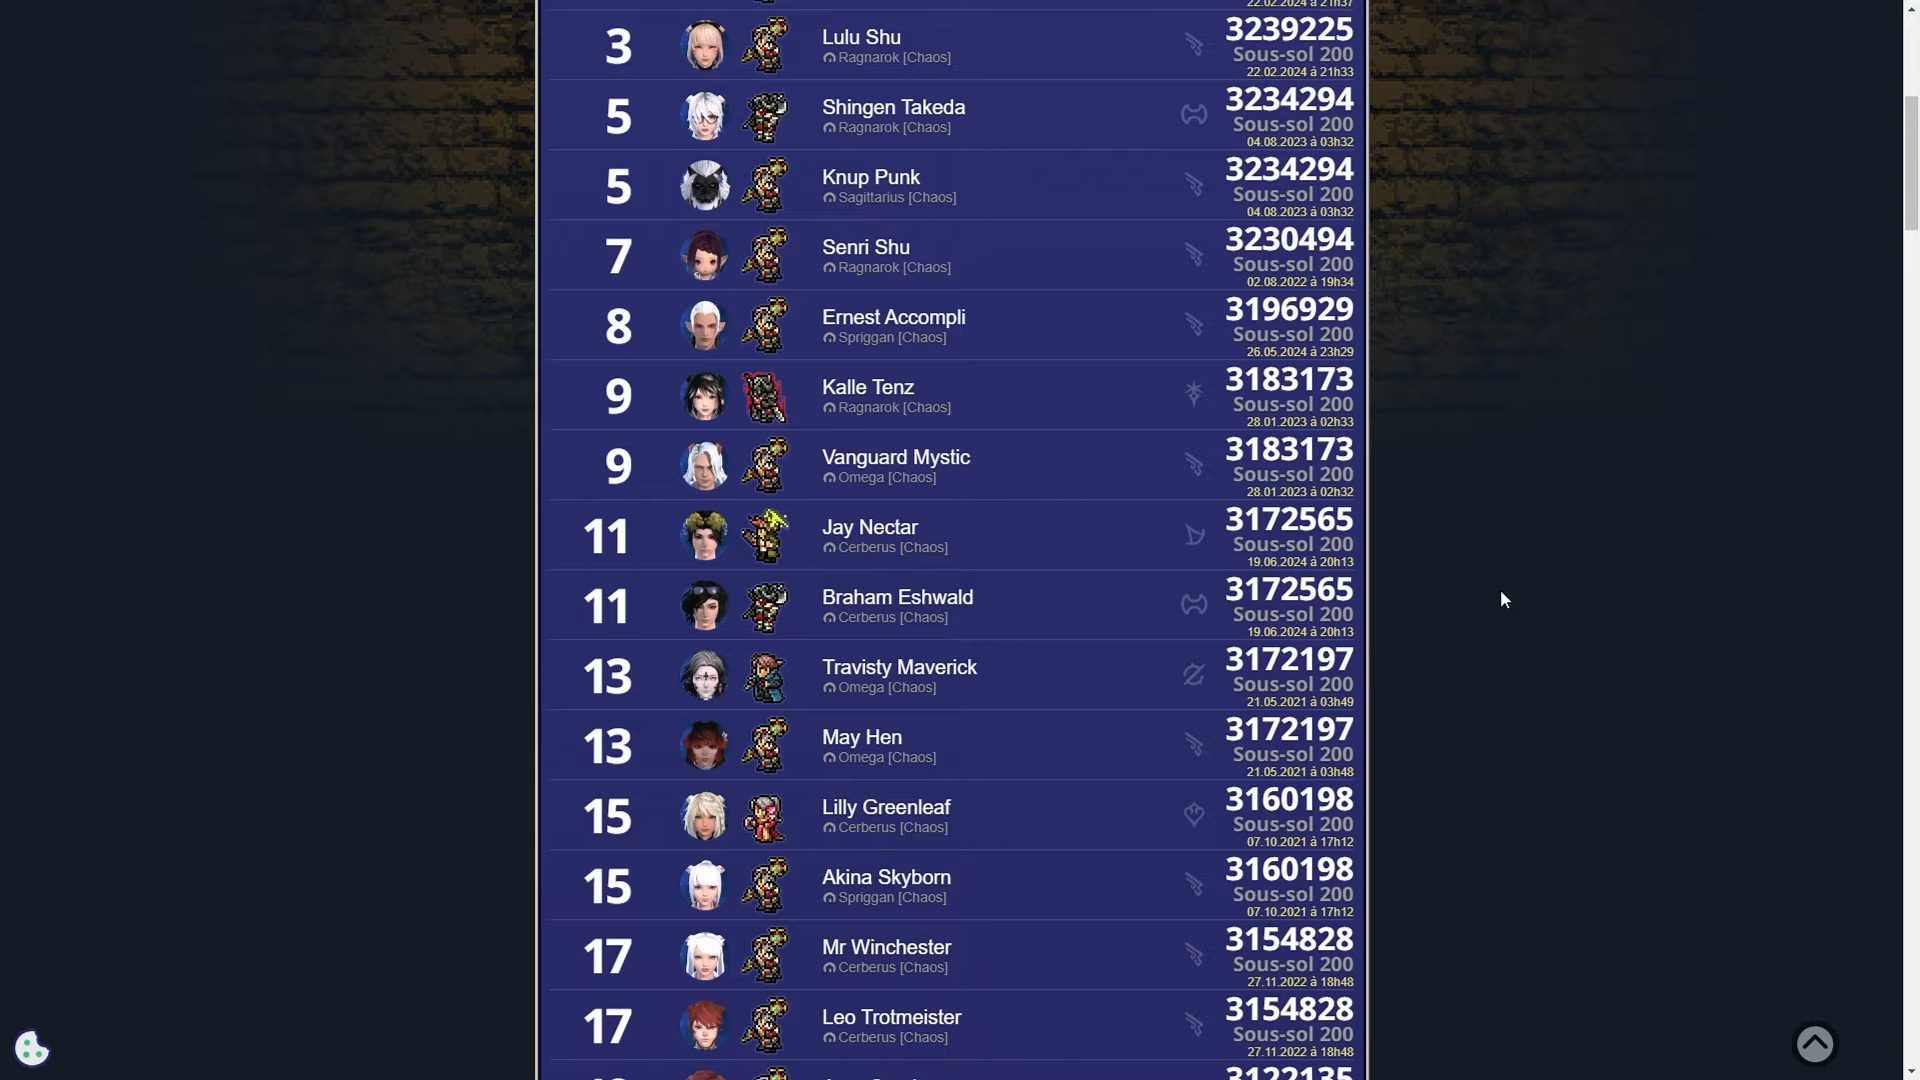 22.02.2024 à 21h37
3
Lulu Shu
Ragnarok [Chaos]
3239225
Sous-sol 200
22.02.2024 à 21h33
5
Shingen Takeda
Ragnarok [Chaos]
3234294
Sous-sol 200
04.08.2023 à 03h32
5
Knup Punk
Sagittarius [Chaos]
3234294
Sous-sol 200
04.08.2023 à 03h32
7
Senri Shu
Ragnarok [Chaos]
3230494
Sous-sol 200
02.08.2022 à 19h34
8
Ernest Accompli
Spriggan [Chaos]
3196929
Sous-sol 200
26.05.2024 à 23h29
9
Kalle Tenz
Ragnarok [Chaos]
3183173
Sous-sol 200
28.01.2023 à 02h33
9
Vanguard Mystic
Omega [Chaos]
3183173
Sous-sol 200
28.01.2023 à 02h32
11
Jay Nectar
Cerberus [Chaos]
3172565
Sous-sol 200
19.06.2024 à 20h13
11
Braham Eshwald
Cerberus [Chaos]
3172565
Sous-sol 200
19.06.2024 à 20h13
13
Travisty Maverick
Omega [Chaos]
3172197
Sous-sol 200
21.05.2021 à 03h49
13
May Hen
Omega [Chaos]
3172197
Sous-sol 200
21.05.2021 à 03h48
15
Lilly Greenleaf
Cerberus [Chaos]
3160198
Sous-sol 200
07.10.2021 à 17h12
15
Akina Skyborn
Spriggan [Chaos]
3160198
Sous-sol 200
07.10.2021 à 17h12
17
Mr Winchester
Cerberus [Chaos]
3154828
Sous-sol 200
27.11.2022 à 18h48
17
Leo Trotmeister
Cerberus [Chaos]
3154828
Sous-sol 200
27.11.2022 à 18h48
3122135